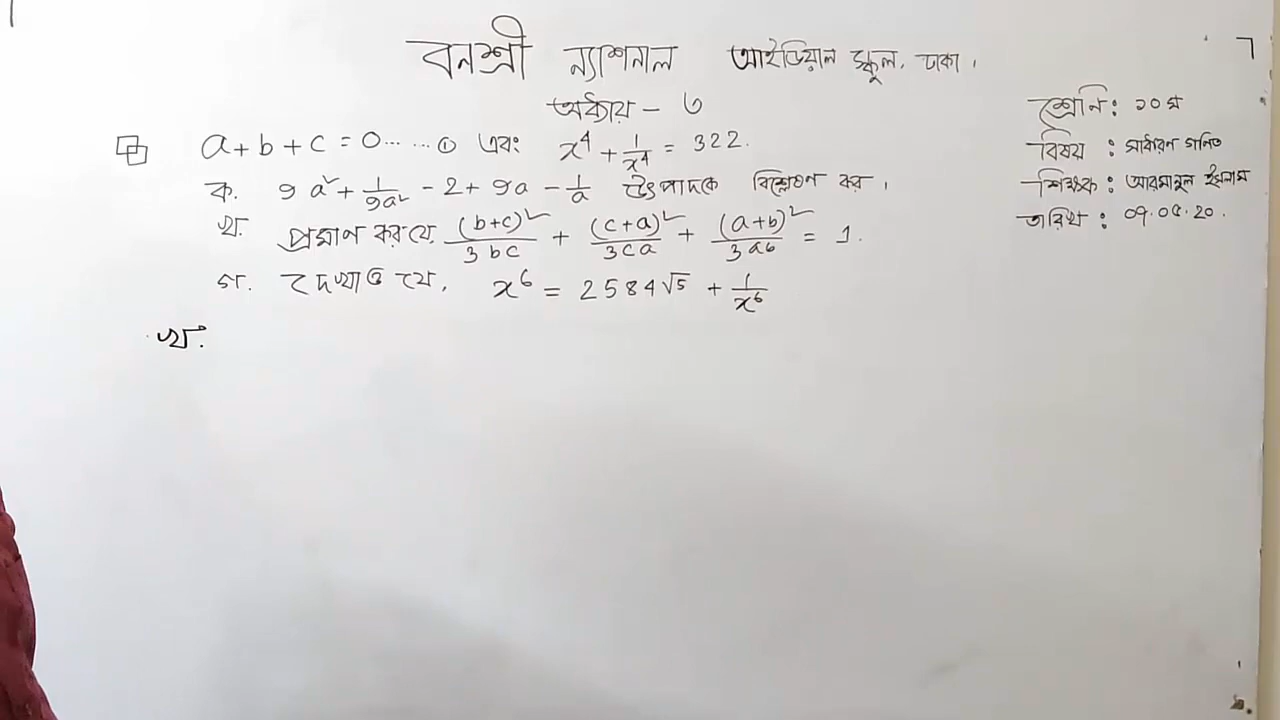 বনশ্রী ন্যাশনাল আইডিয়াল স্কুল, ঢাকা।
অধ্যায় - ৩
শ্রেণি: ১০ম
বিষয় : সাধারণ গনিত
শিক্ষক: আরমানুল ইসলাম
তারিখ : ০৭.০৫.২০.
a + b + c = 0 ... ... ① এবং x⁴ + 1/x⁴ = 322.
ক. 9a² + 1/9a² - 2 + 9a - 1/a উৎপাদকে বিশ্লেষণ কর।
খ. প্রমাণ কর যে, (b+c)²/3bc + (c+a)²/3ca + (a+b)²/3ab = 1.
গ. দেখাও যে, x⁶ = 2584√5 + 1/x⁶
খ.